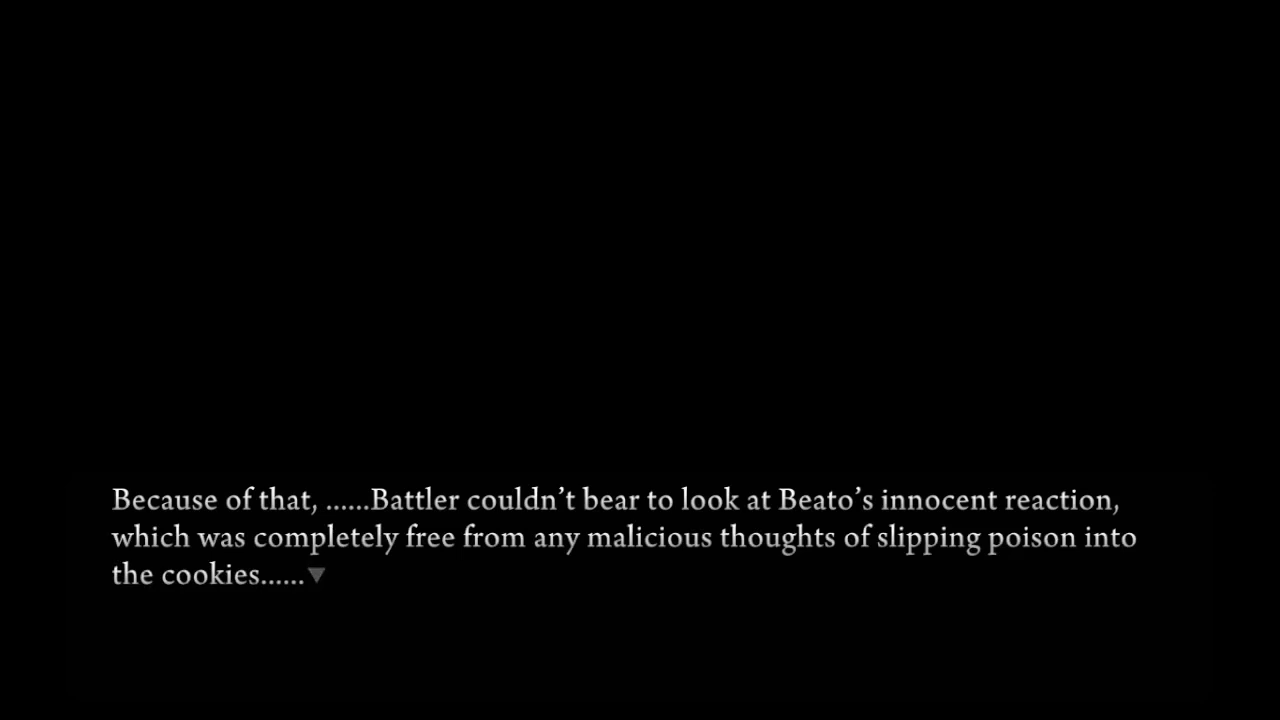 Because of that, ......Battler couldn’t bear to look at Beato’s innocent reaction,
which was completely free from any malicious thoughts of slipping poison into
the cookies......▼